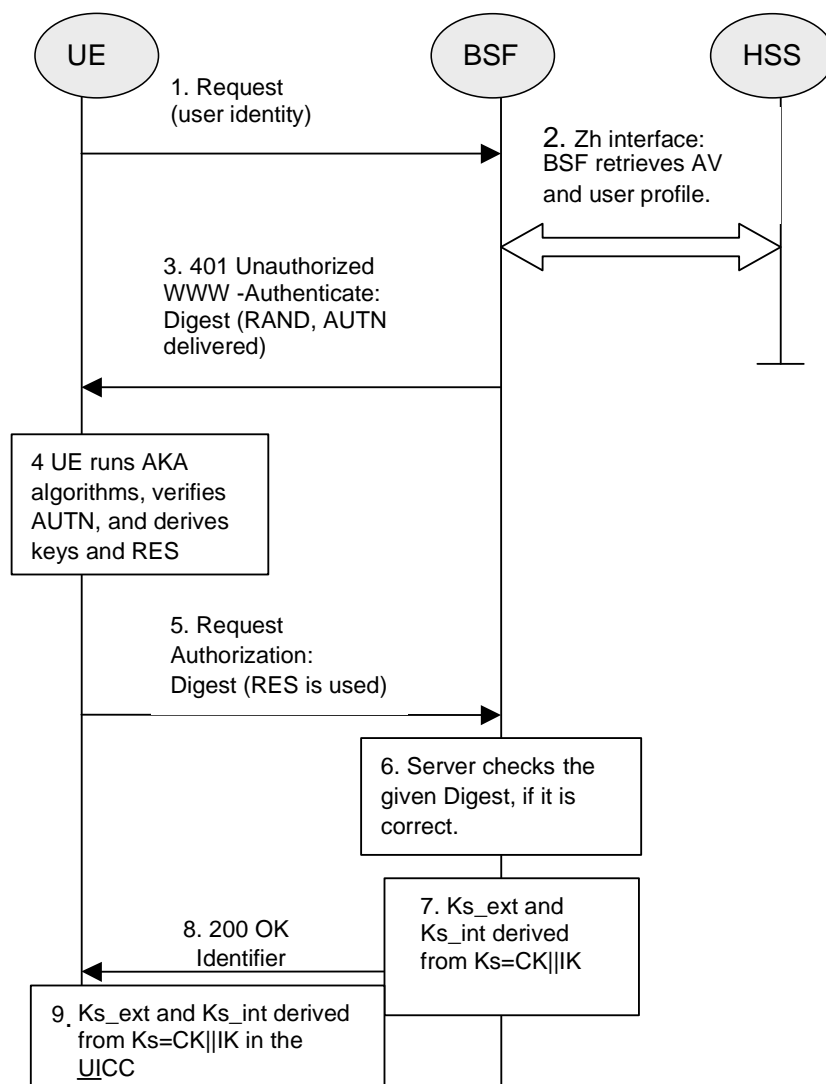 UE
BSF
HSS
1. Request
(user identity)
2. Zh interface:
BSF retrieves AV
and user profile.
3. 401 Unauthorized
WWW -Authenticate:
Digest (RAND, AUTN
delivered)
4 UE runs AKA
algorithms, verifies
AUTN, and derives
keys and RES
5. Request
Authorization:
Digest (RES is used)
6. Server checks the
given Digest, if it is
correct.
7. Ks_ext and
Ks_int derived
from Ks=CK||IK
8. 200 OK
Identifier
9. Ks_ext and Ks_int derived
from Ks=CK||IK in the
UICC